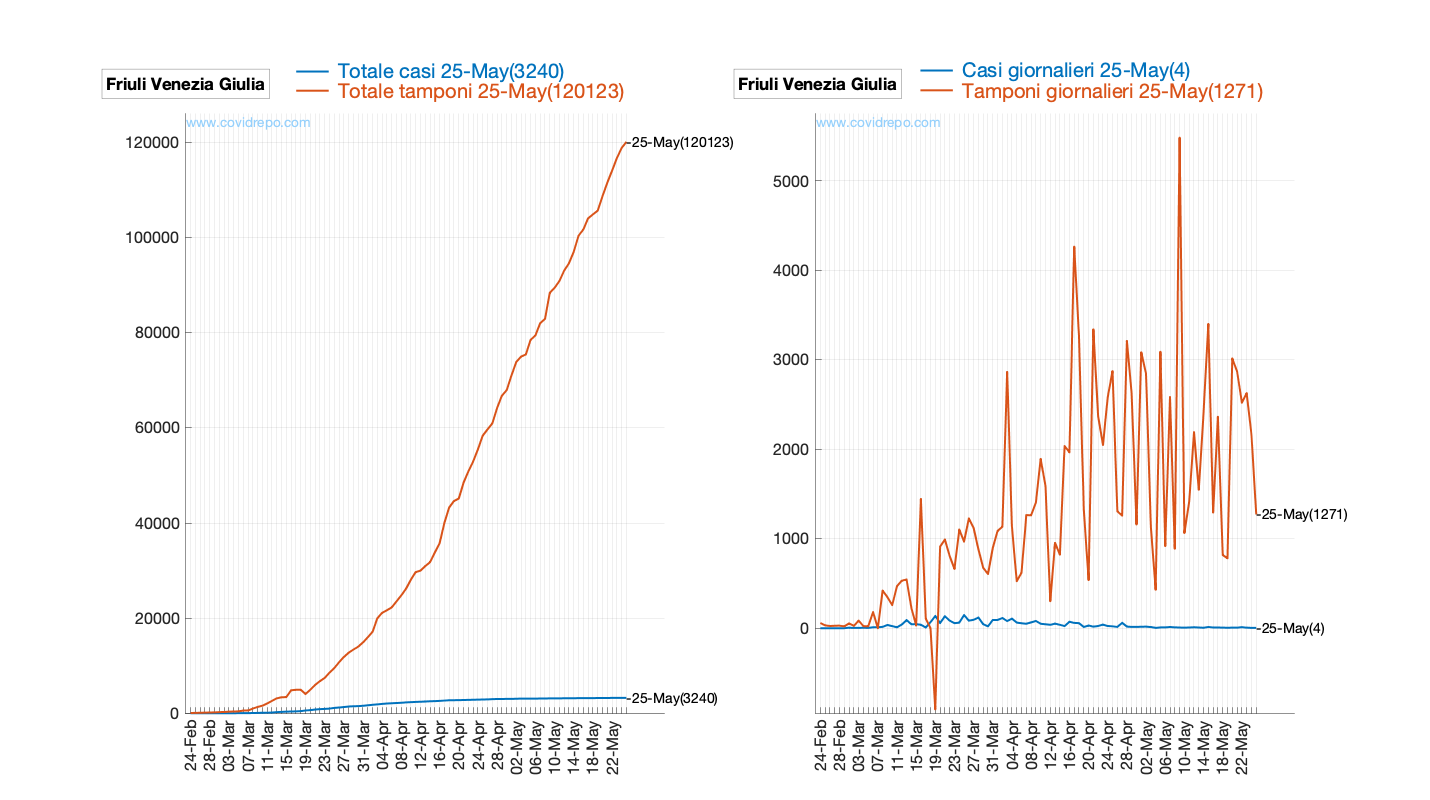 Friuli Venezia Giulia
Totale casi 25-May(3240)
Totale tamponi 25-May(120123)
www.covidrepo.com
120000
100000
80000
60000
40000
20000
0
25-May(120123)
25-May(3240)
24-Feb
28-Feb
03-Mar
07-Mar
11-Mar
15-Mar
19-Mar
23-Mar
27-Mar
31-Mar
04-Apr
08-Apr
12-Apr
16-Apr
20-Apr
24-Apr
28-Apr
02-May
06-May
10-May
14-May
18-May
22-May
Friuli Venezia Giulia
Casi giornalieri 25-May(4)
Tamponi giornalieri 25-May(1271)
www.covidrepo.com
5000
4000
3000
2000
1000
0
25-May(1271)
25-May(4)
24-Feb
28-Feb
03-Mar
07-Mar
11-Mar
15-Mar
19-Mar
23-Mar
27-Mar
31-Mar
04-Apr
08-Apr
12-Apr
16-Apr
20-Apr
24-Apr
28-Apr
02-May
06-May
10-May
14-May
18-May
22-May